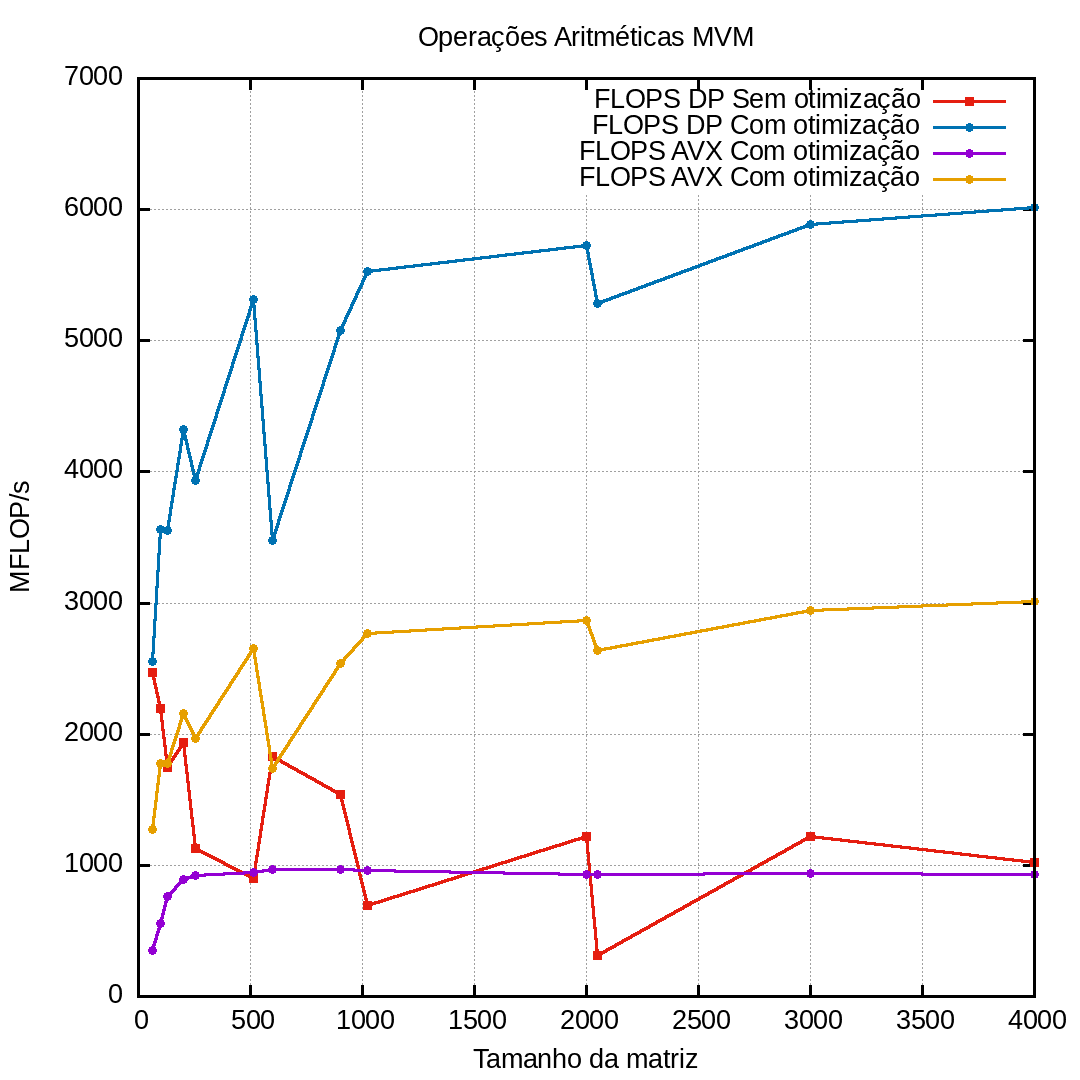 Operações Aritméticas MVM
7000
6000
5000
4000
3000
2000
1000
0
MFLOP/s
FLOPS DP Sem otimização
FLOPS DP Com otimização
FLOPS AVX Com otimização
FLOPS AVX Com otimização
0 500 1000 1500 2000 2500 3000 3500 4000
Tamanho da matriz